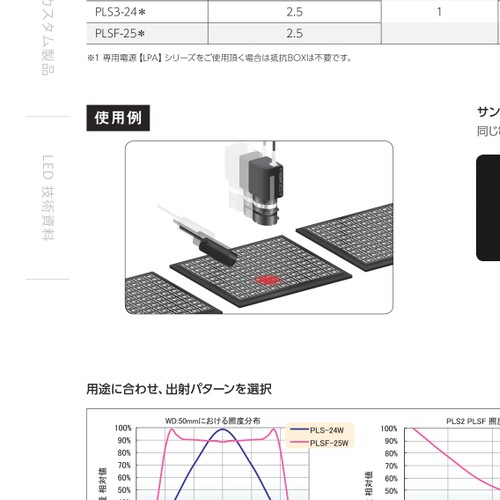 カスタム製品
LED 技術資料
PLS3-24＊ 2.5 1
PLSF-25＊ 2.5
※1 専用電源【LPA】シリーズをご使用頂く場合は抵抗BOXは不要です。
使用例
サン
同じ
用途に合わせ、出射パターンを選択
WD:50mmにおける照度分布
PLS-24W
PLSF-25W
100%
90%
80%
70%
60%
50%
40%
相対値
PLS2 PLSF 照度
100%
90%
80%
70%
60%
50%
相対値